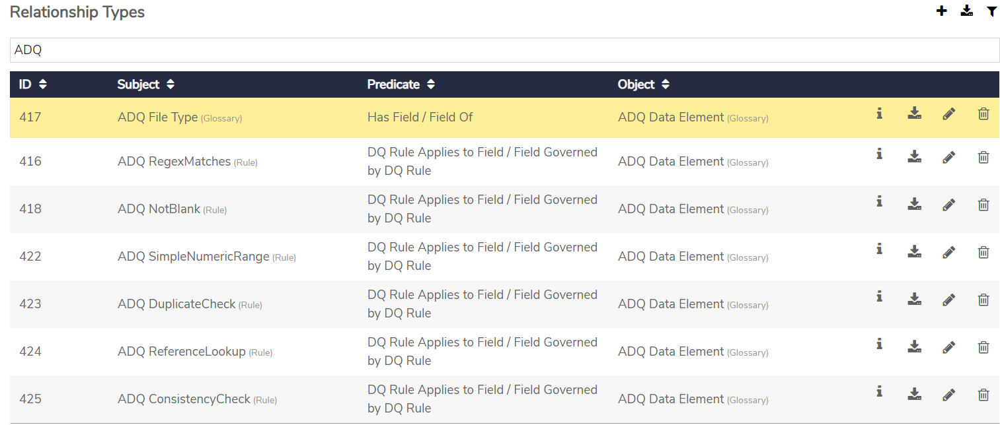 Relationship Types
ADQ
ID Subject Predicate Object
417 ADQ File Type (Glossary) Has Field / Field Of ADQ Data Element (Glossary)
416 ADQ RegexMatches (Rule) DQ Rule Applies to Field / Field Governed
by DQ Rule ADQ Data Element (Glossary)
418 ADQ NotBlank (Rule) DQ Rule Applies to Field / Field Governed
by DQ Rule ADQ Data Element (Glossary)
422 ADQ SimpleNumericRange (Rule) DQ Rule Applies to Field / Field Governed
by DQ Rule ADQ Data Element (Glossary)
423 ADQ DuplicateCheck (Rule) DQ Rule Applies to Field / Field Governed
by DQ Rule ADQ Data Element (Glossary)
424 ADQ ReferenceLookup (Rule) DQ Rule Applies to Field / Field Governed
by DQ Rule ADQ Data Element (Glossary)
425 ADQ ConsistencyCheck (Rule) DQ Rule Applies to Field / Field Governed
by DQ Rule ADQ Data Element (Glossary)